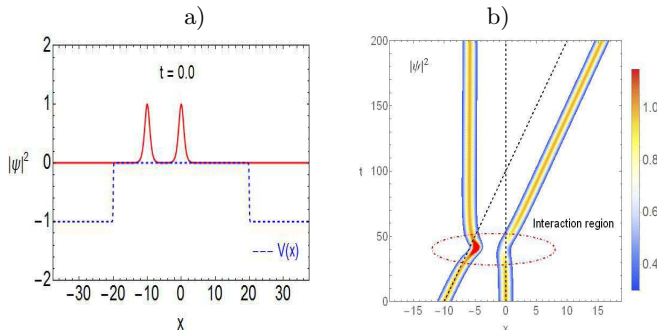 a)
b)
2
1
0
−1
−2
|ψ|²
t = 0.0
V(x)
−30 −20 −10 0 10 20 30
x
200
150
100
50
0
t
|ψ|²
Interaction region
−15 −10 −5 0 5 10 15
x
1.0
0.8
0.6
0.4